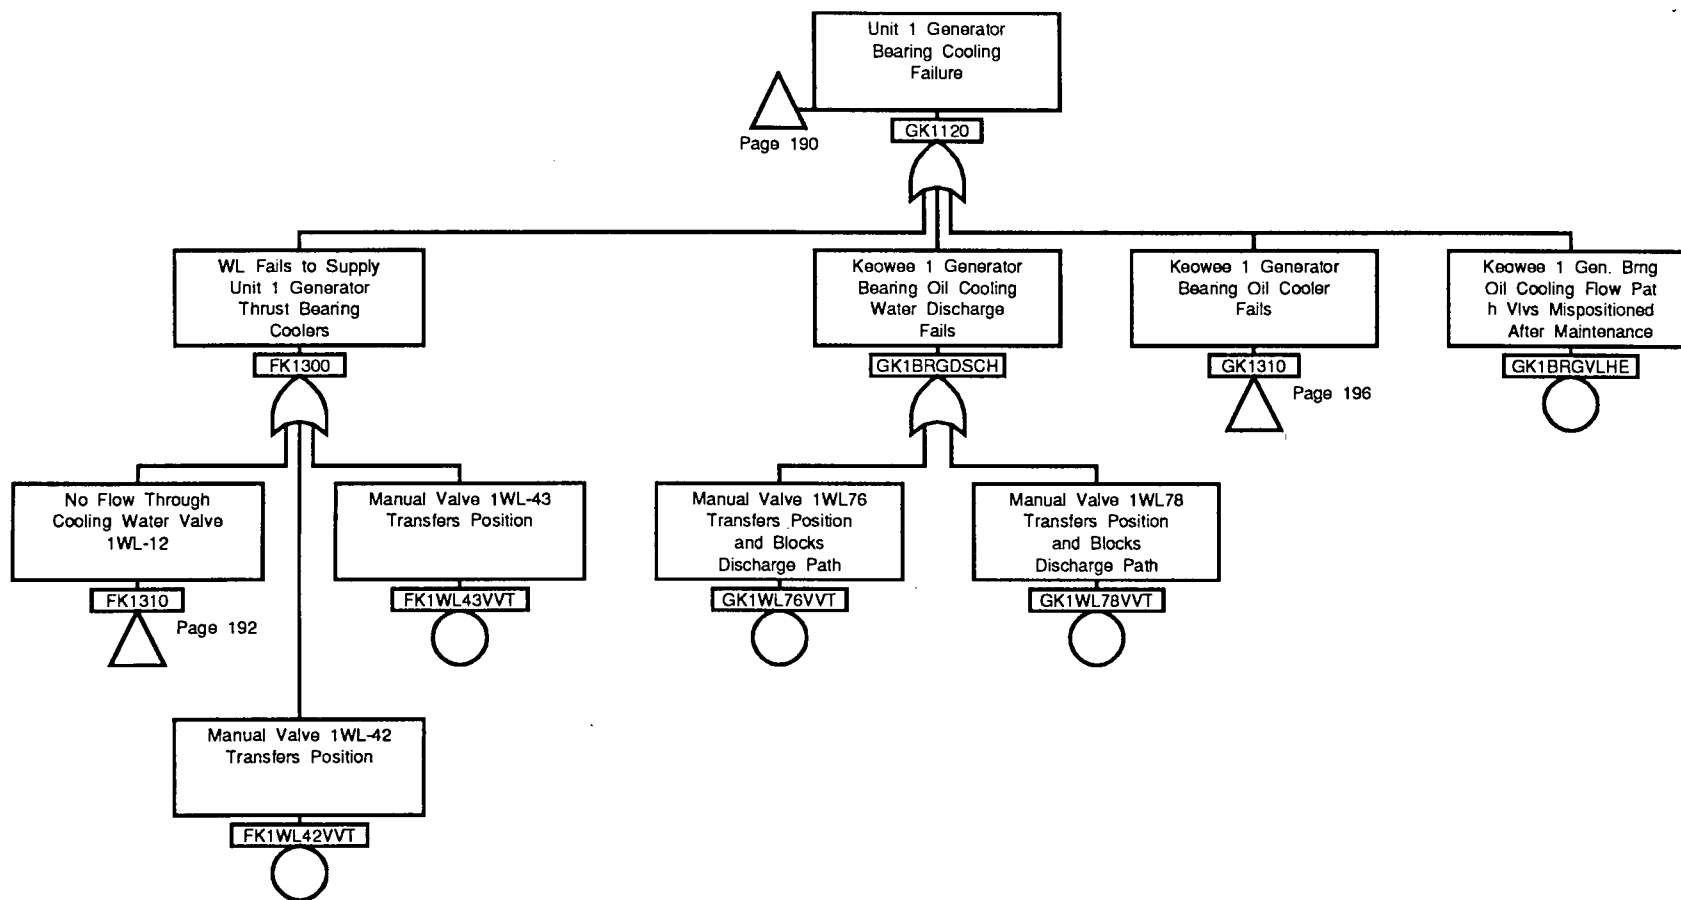 Unit 1 Generator
Bearing Cooling
Failure
Page 190
GK1120
WL Fails to Supply
Unit 1 Generator
Thrust Bearing
Coolers
FK1300
Keowee 1 Generator
Bearing Oil Cooling
Water Discharge
Fails
GK1BRGDSCH
Keowee 1 Generator
Bearing Oil Cooler
Fails
GK1310
Page 196
Keowee 1 Gen. Brng
Oil Cooling Flow Pat
h Vlvs Mispositioned
After Maintenance
GK1BRGVLHE
No Flow Through
Cooling Water Valve
1WL-12
FK1310
Page 192
Manual Valve 1WL-43
Transfers Position
FK1WL43VVT
Manual Valve 1WL76
Transfers Position
and Blocks
Discharge Path
GK1WL76VVT
Manual Valve 1WL78
Transfers Position
and Blocks
Discharge Path
GK1WL78VVT
Manual Valve 1WL-42
Transfers Position
FK1WL42VVT